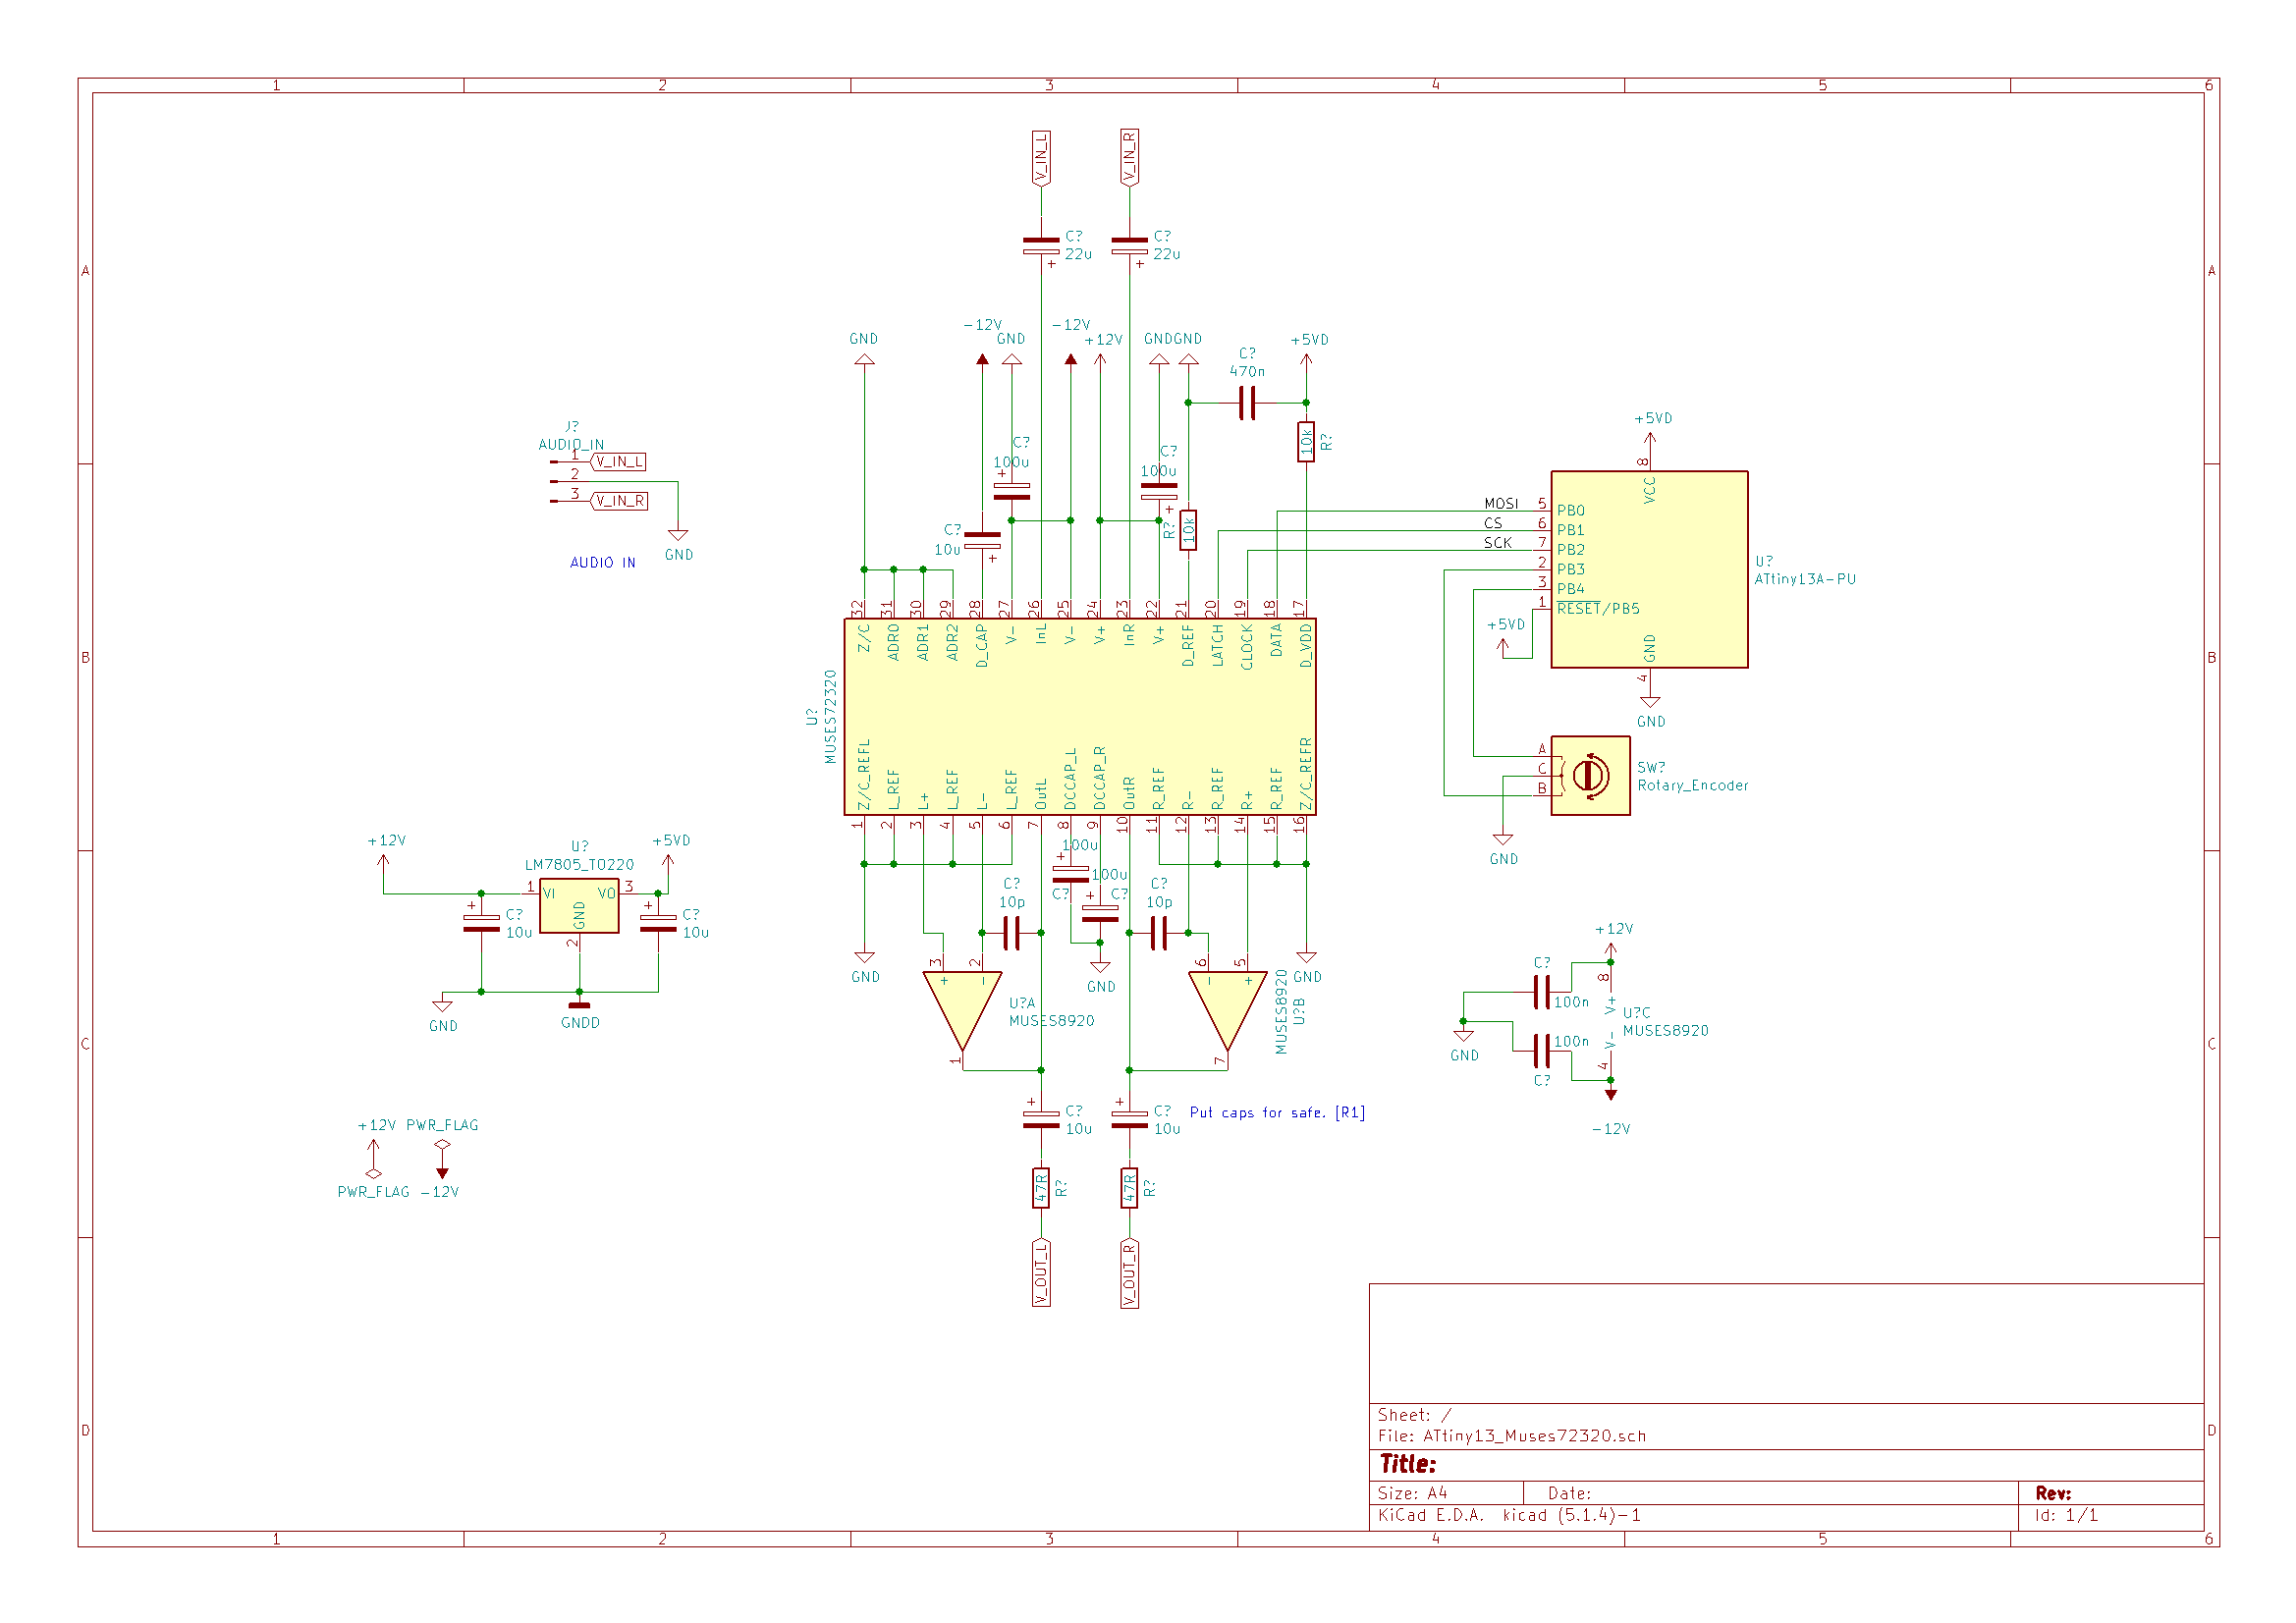 1 2 3 4 5 6
A A
B B
C C
D D
1 2 3 4 5 6
V_IN_L
V_IN_R
C?
22u
+
C?
22u
+
GND
-12V
GND
-12V
+12V
GND
GND
+5VD
C?
470n
10k
R?
C?
100u
+
C?
100u
+
R?
10k
C?
10u
+
J?
AUDIO_IN
1
V_IN_L
2
3
V_IN_R
GND
AUDIO IN
+5VD
8
VCC
MOSI 5 PB0
CS 6 PB1
SCK 7 PB2
2 PB3
3 PB4
1 RESET/PB5
+5VD
GND
4
GND
U?
ATtiny13A-PU
32 31 30 29 28 27 26 25 24 23 22 21 20 19 18 17
Z/C ADR0 ADR1 ADR2 D_CAP V- InL V- V+ InR V+ D_REF LATCH CLOCK DATA D_VDD
U?
MUSES72320
Z/C_REFL L_REF L+ L_REF L- L_REF OutL DCCAP_L DCCAP_R OutR R_REF R- R_REF R+ R_REF Z/C_REFR
1 2 3 4 5 6 7 8 9 10 11 12 13 14 15 16
A
C
B
SW?
Rotary_Encoder
GND
+12V
U?
LM7805_TO220
+5VD
1 VI VO 3
GND
2
+
C?
10u
+
C?
10u
GND
GNDD
100u
+
C?
100u
+
C?
C?
10p
C?
10p
GND
GND
GND
3 2
+ -
U?A
MUSES8920
1
6 5
- +
MUSES8920
U?B
7
+12V
8
C?
100n
V+
U?C
MUSES8920
V-
100n
4
C?
GND
-12V
+
C?
10u
+
C?
10u
Put caps for safe. [R1]
47R
R?
47R
R?
V_OUT_L
V_OUT_R
+12V PWR_FLAG
PWR_FLAG -12V
Sheet: /
File: ATtiny13_Muses72320.sch
Title:
Size: A4 Date: Rev:
KiCad E.D.A. kicad (5.1.4)-1 Id: 1/1